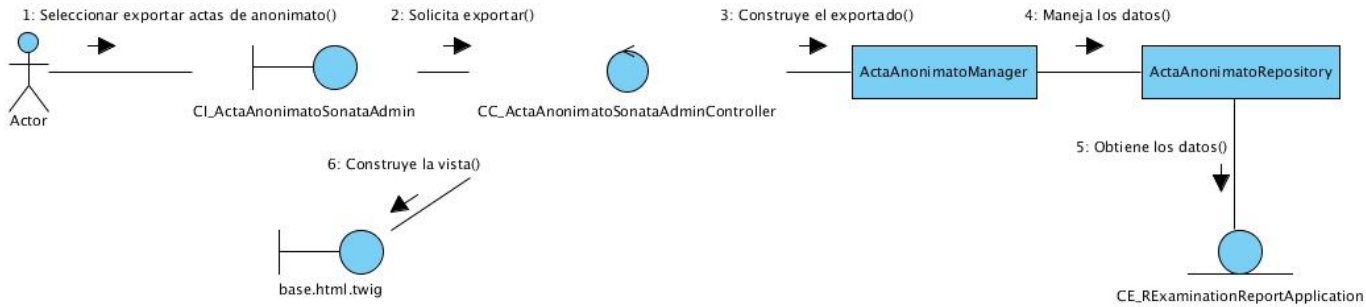 1: Seleccionar exportar actas de anonimato()
2: Solicita exportar()
3: Construye el exportado()
4: Maneja los datos()
ActaAnonimatoManager
ActaAnonimatoRepository
Actor
CI_ActaAnonimatoSonataAdmin
CC_ActaAnonimatoSonataAdminController
5: Obtiene los datos()
6: Construye la vista()
base.html.twig
CE_RExaminationReportApplication